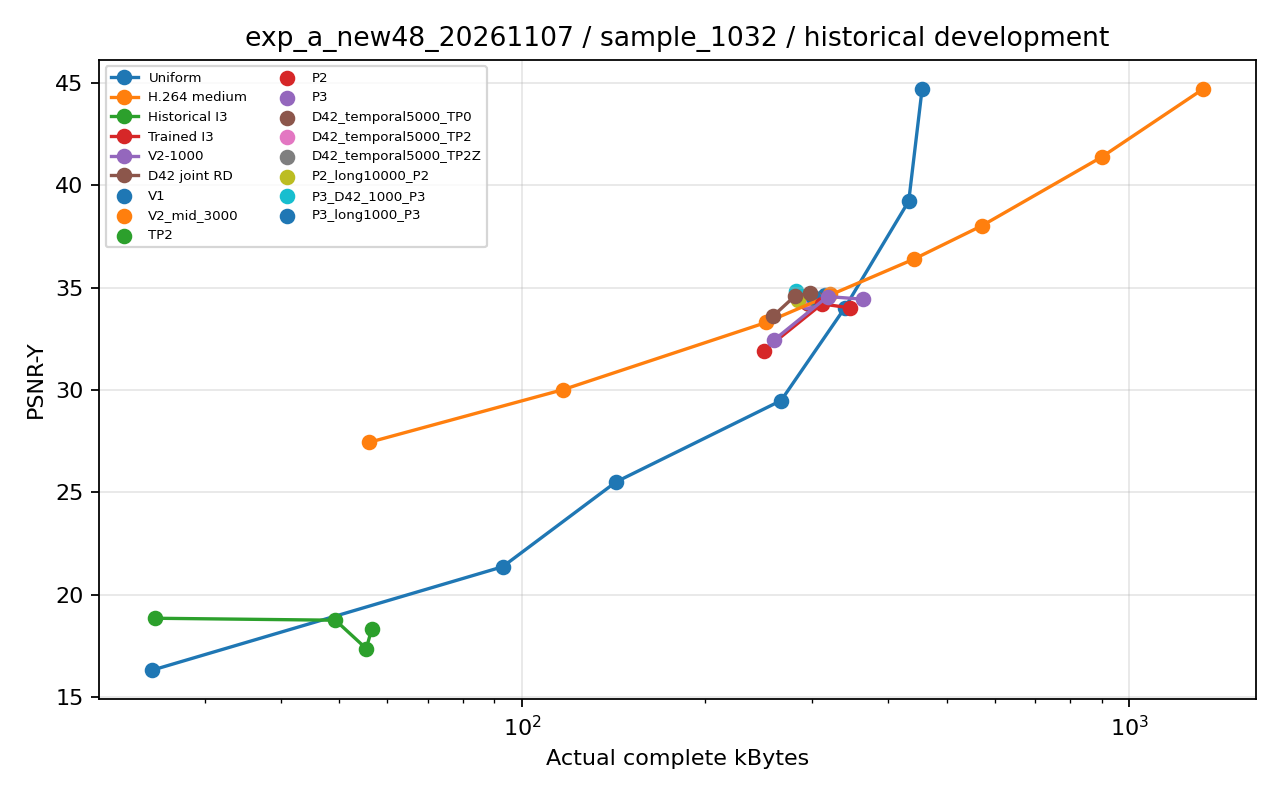 exp_a_new48_20261107 / sample_1032 / historical development
Uniform
H.264 medium
Historical I3
Trained I3
V2-1000
D42 joint RD
V1
V2_mid_3000
TP2
P2
P3
D42_temporal5000_TP0
D42_temporal5000_TP2
D42_temporal5000_TP2Z
P2_long10000_P2
P3_D42_1000_P3
P3_long1000_P3
PSNR-Y
45
40
35
30
25
20
15
10²
10³
Actual complete kBytes